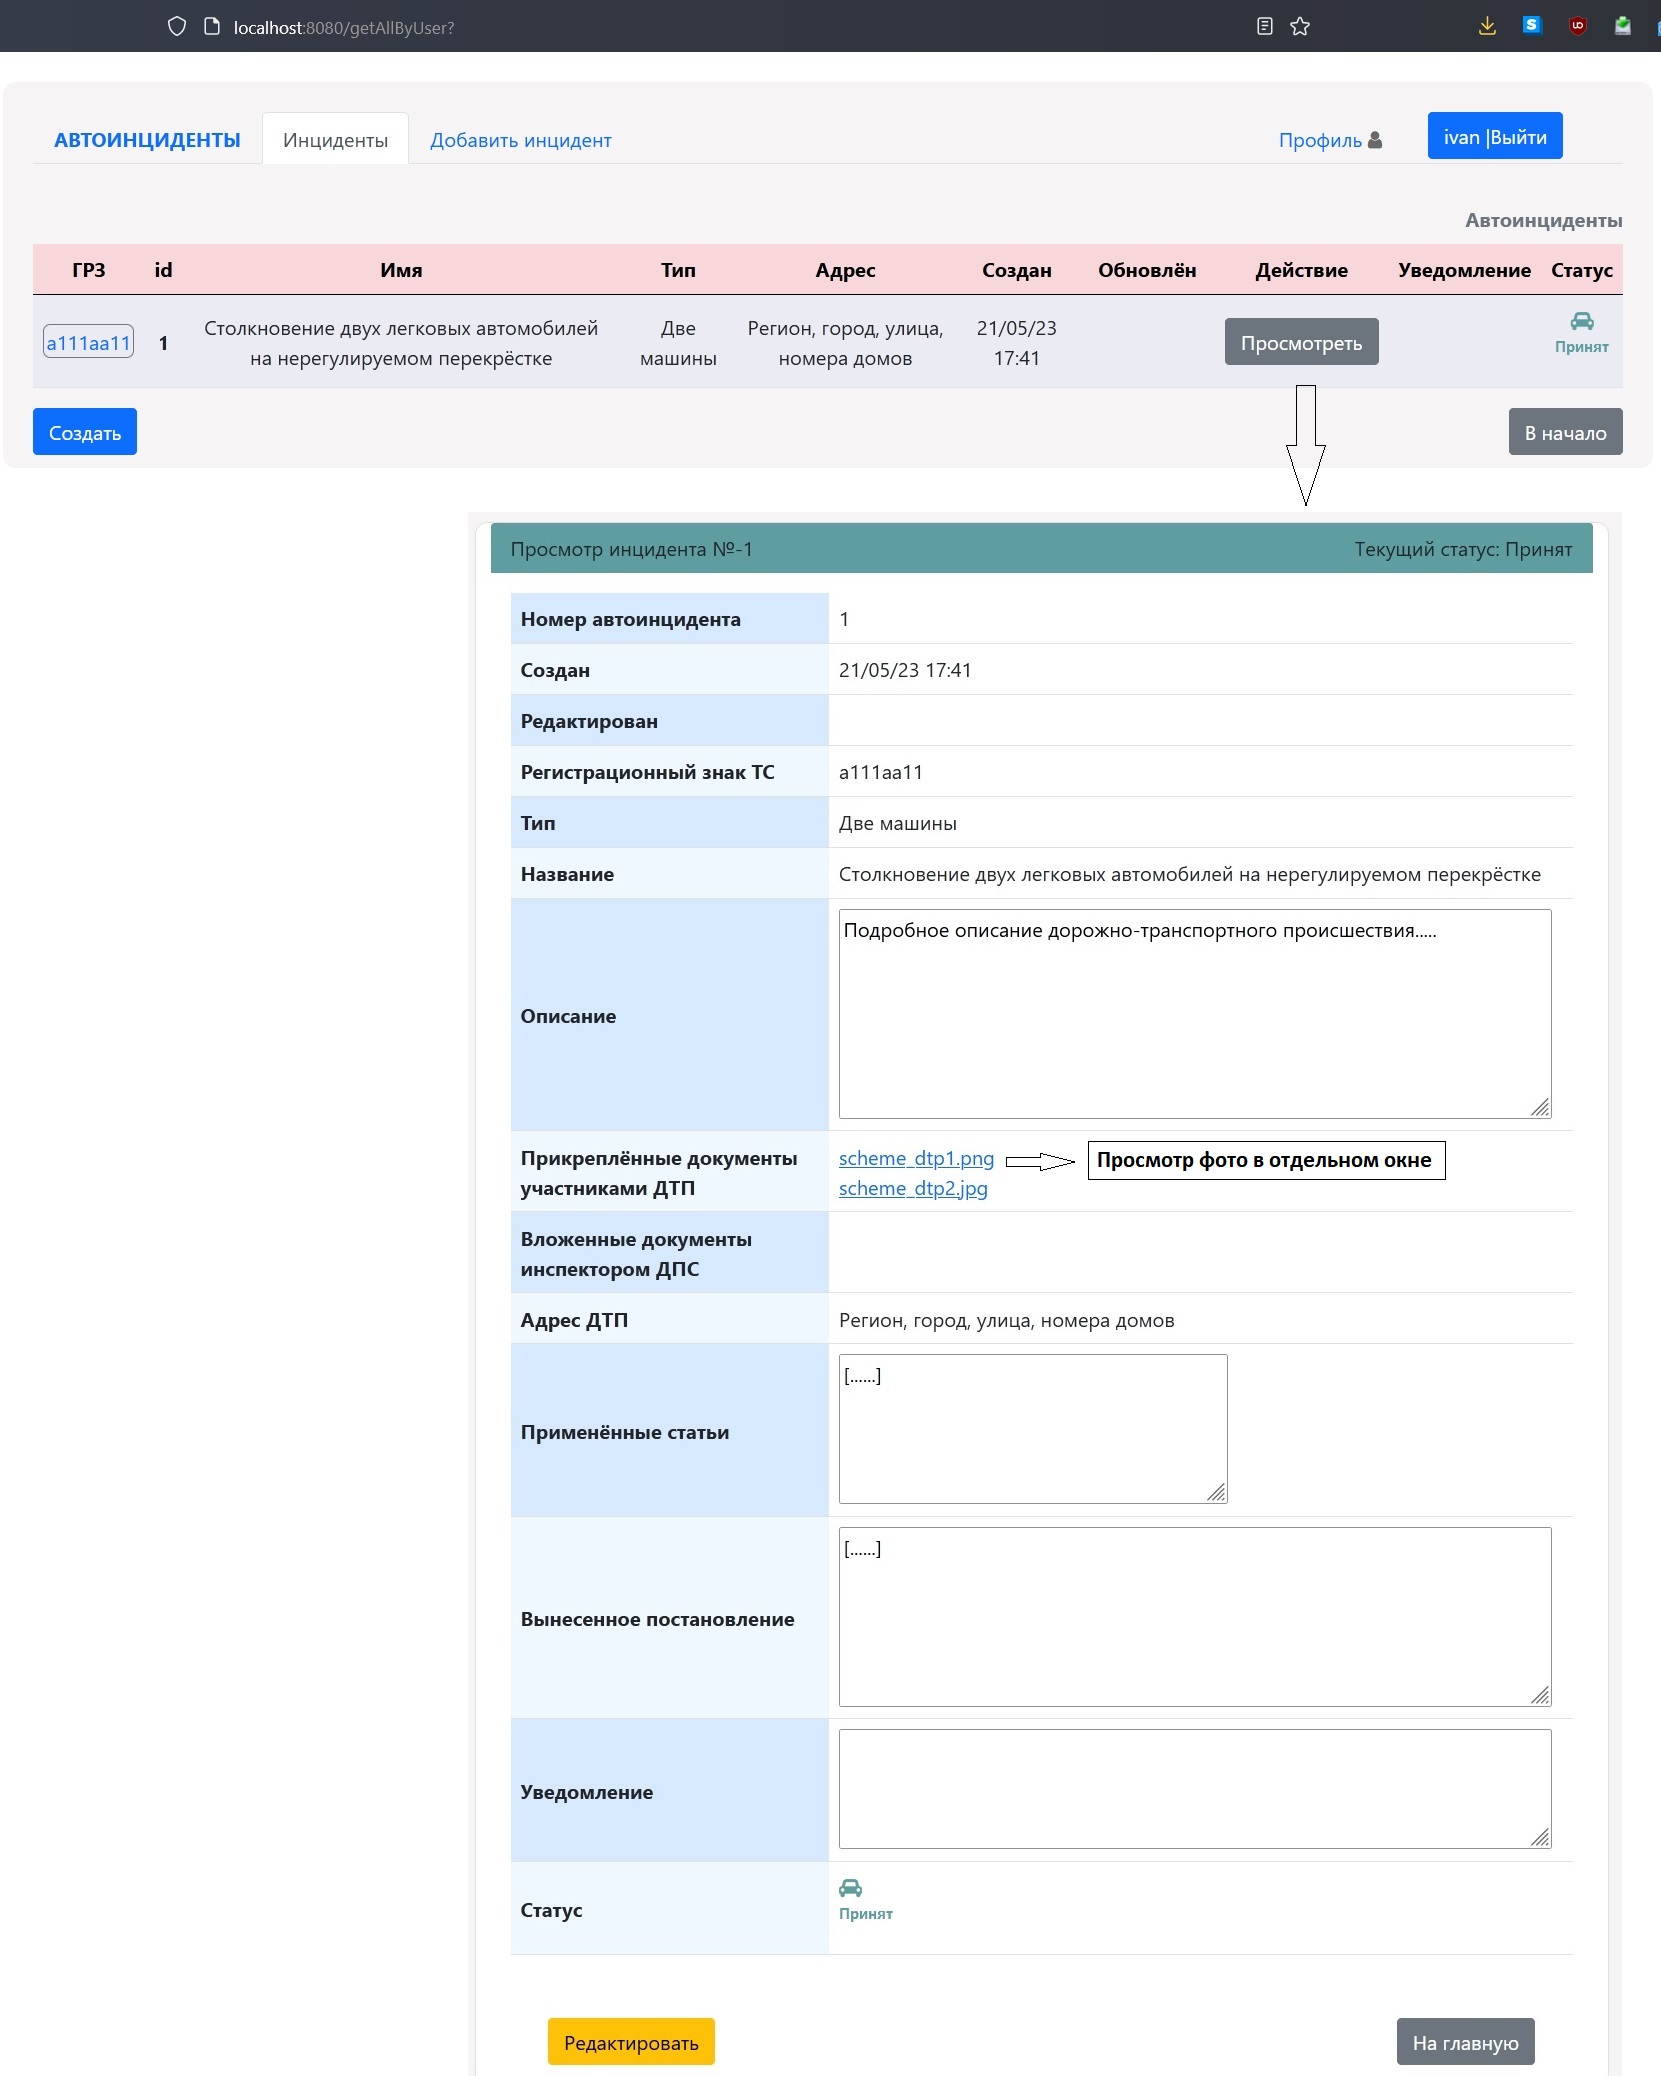 localhost:8080/getAllByUser?
АВТОИНЦИДЕНТЫ Инциденты Добавить инцидент Профиль ivan |Выйти
Автоинциденты
ГРЗ id Имя Тип Адрес Создан Обновлён Действие Уведомление Статус
а111аа11 1 Столкновение двух легковых автомобилей на нерегулируемом перекрёстке Две машины Регион, город, улица, номера домов 21/05/23 17:41 Просмотреть Принят
Создать В начало
Просмотр инцидента №-1 Текущий статус: Принят
Номер автоинцидента 1
Создан 21/05/23 17:41
Редактирован
Регистрационный знак ТС а111аа11
Тип Две машины
Название Столкновение двух легковых автомобилей на нерегулируемом перекрёстке
Описание Подробное описание дорожно-транспортного происшествия.....
Прикреплённые документы scheme_dtp1.png Просмотр фото в отдельном окне
участниками ДТП scheme_dtp2.jpg
Вложенные документы
инспектором ДПС
Адрес ДТП Регион, город, улица, номера домов
Применённые статьи [......]
Вынесенное постановление [......]
Уведомление
Статус Принят
Редактировать На главную